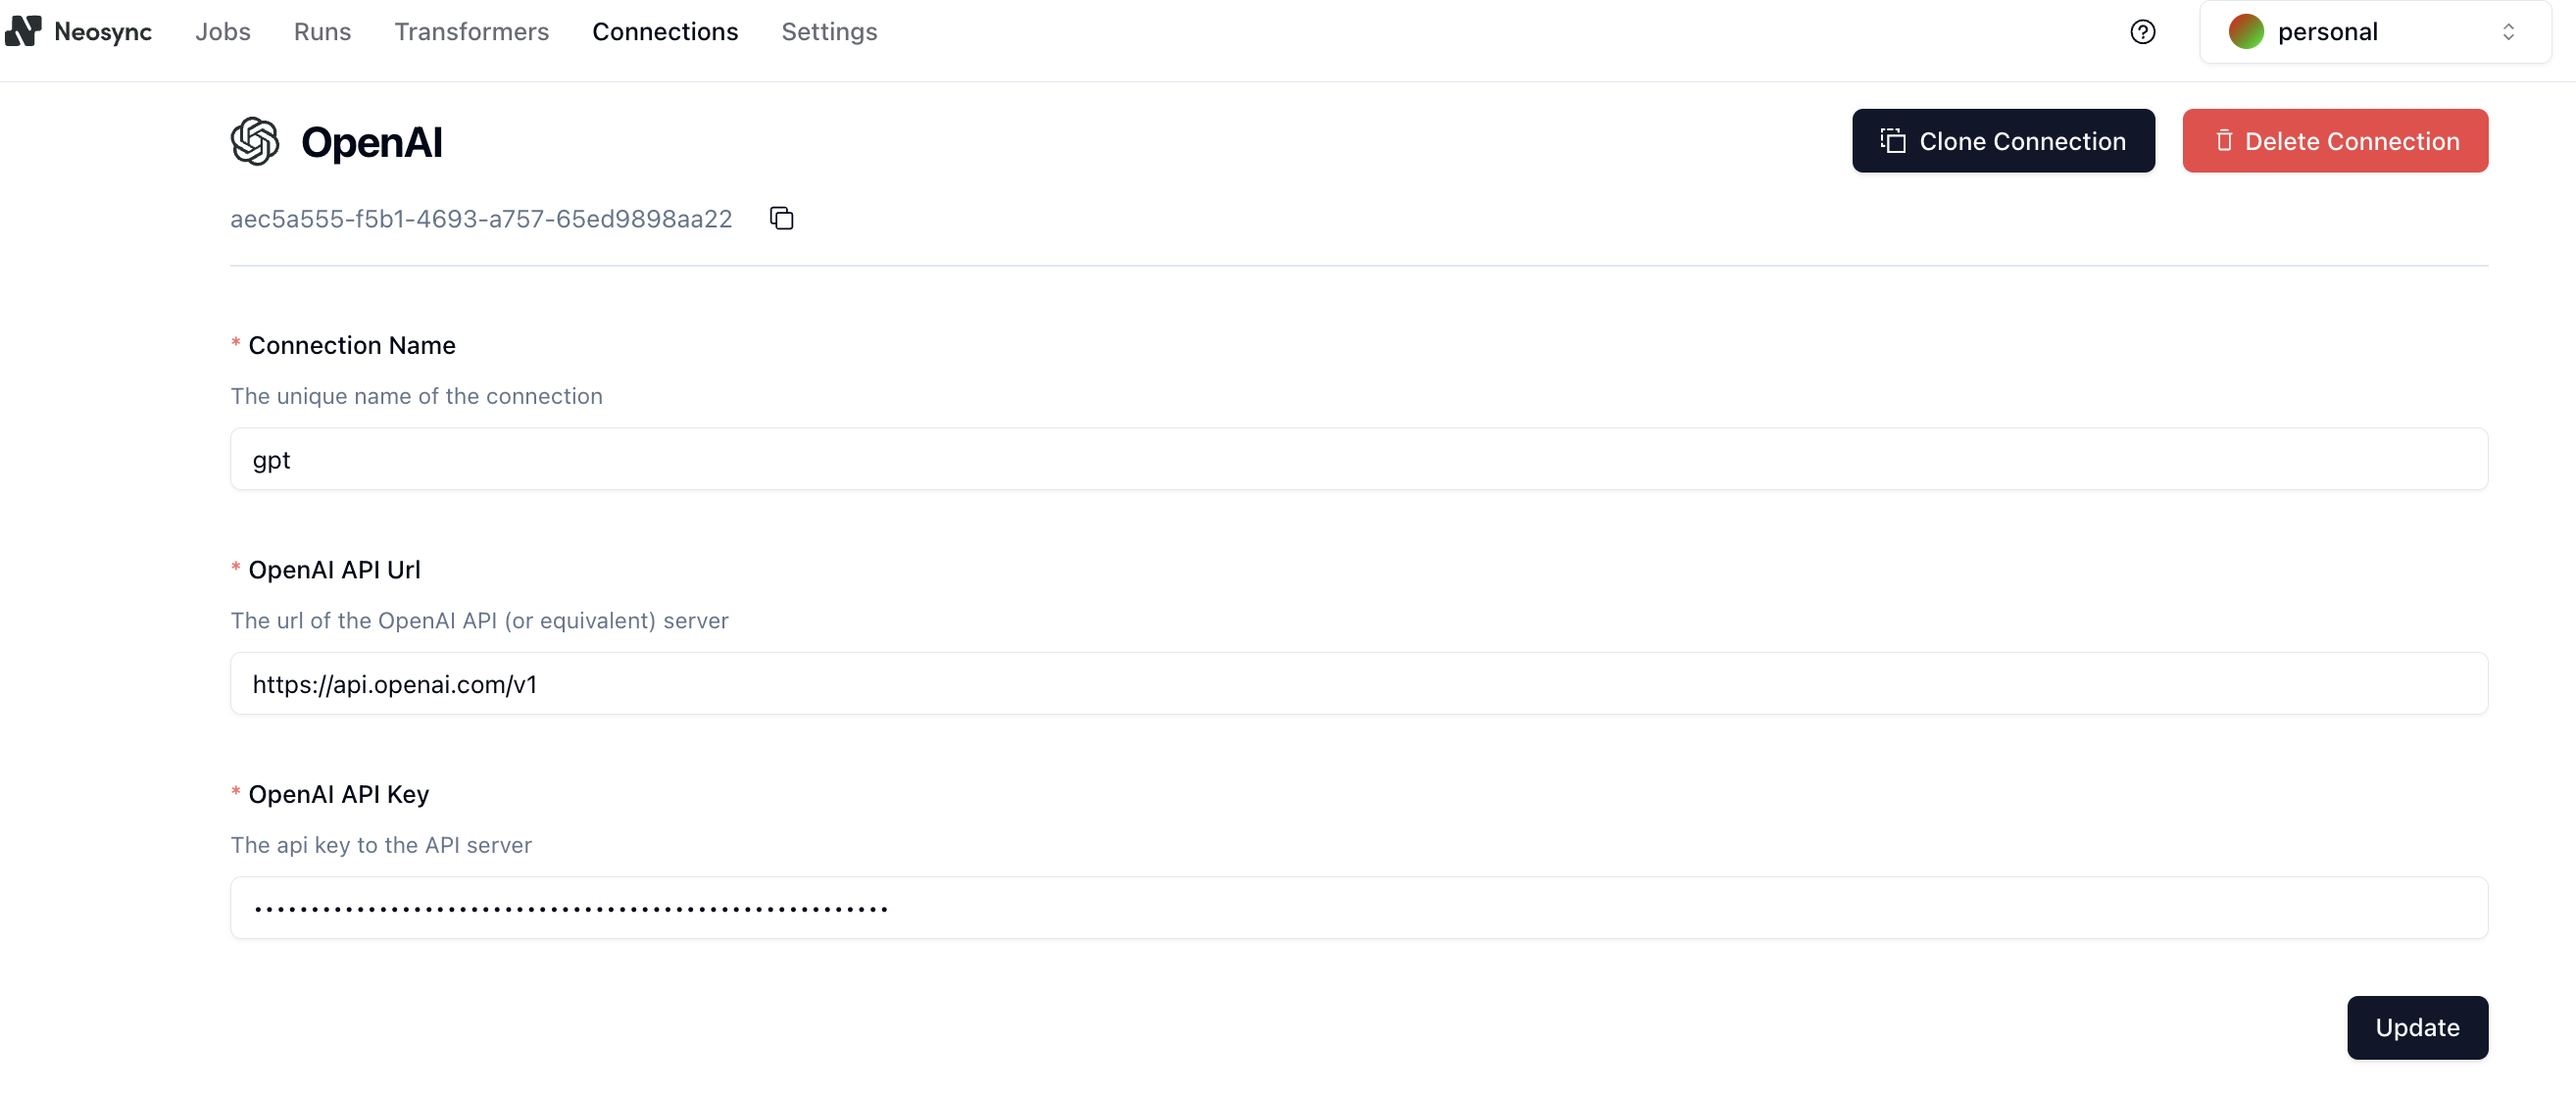 Neosync Jobs Runs Transformers Connections Settings personal
OpenAI Clone Connection Delete Connection
aec5a555-f5b1-4693-a757-65ed9898aa22
* Connection Name
The unique name of the connection
gpt
* OpenAI API Url
The url of the OpenAI API (or equivalent) server
https://api.openai.com/v1
* OpenAI API Key
The api key to the API server
••••••••••••••••••••••••••••••••••••••••••••••••••••••••
Update